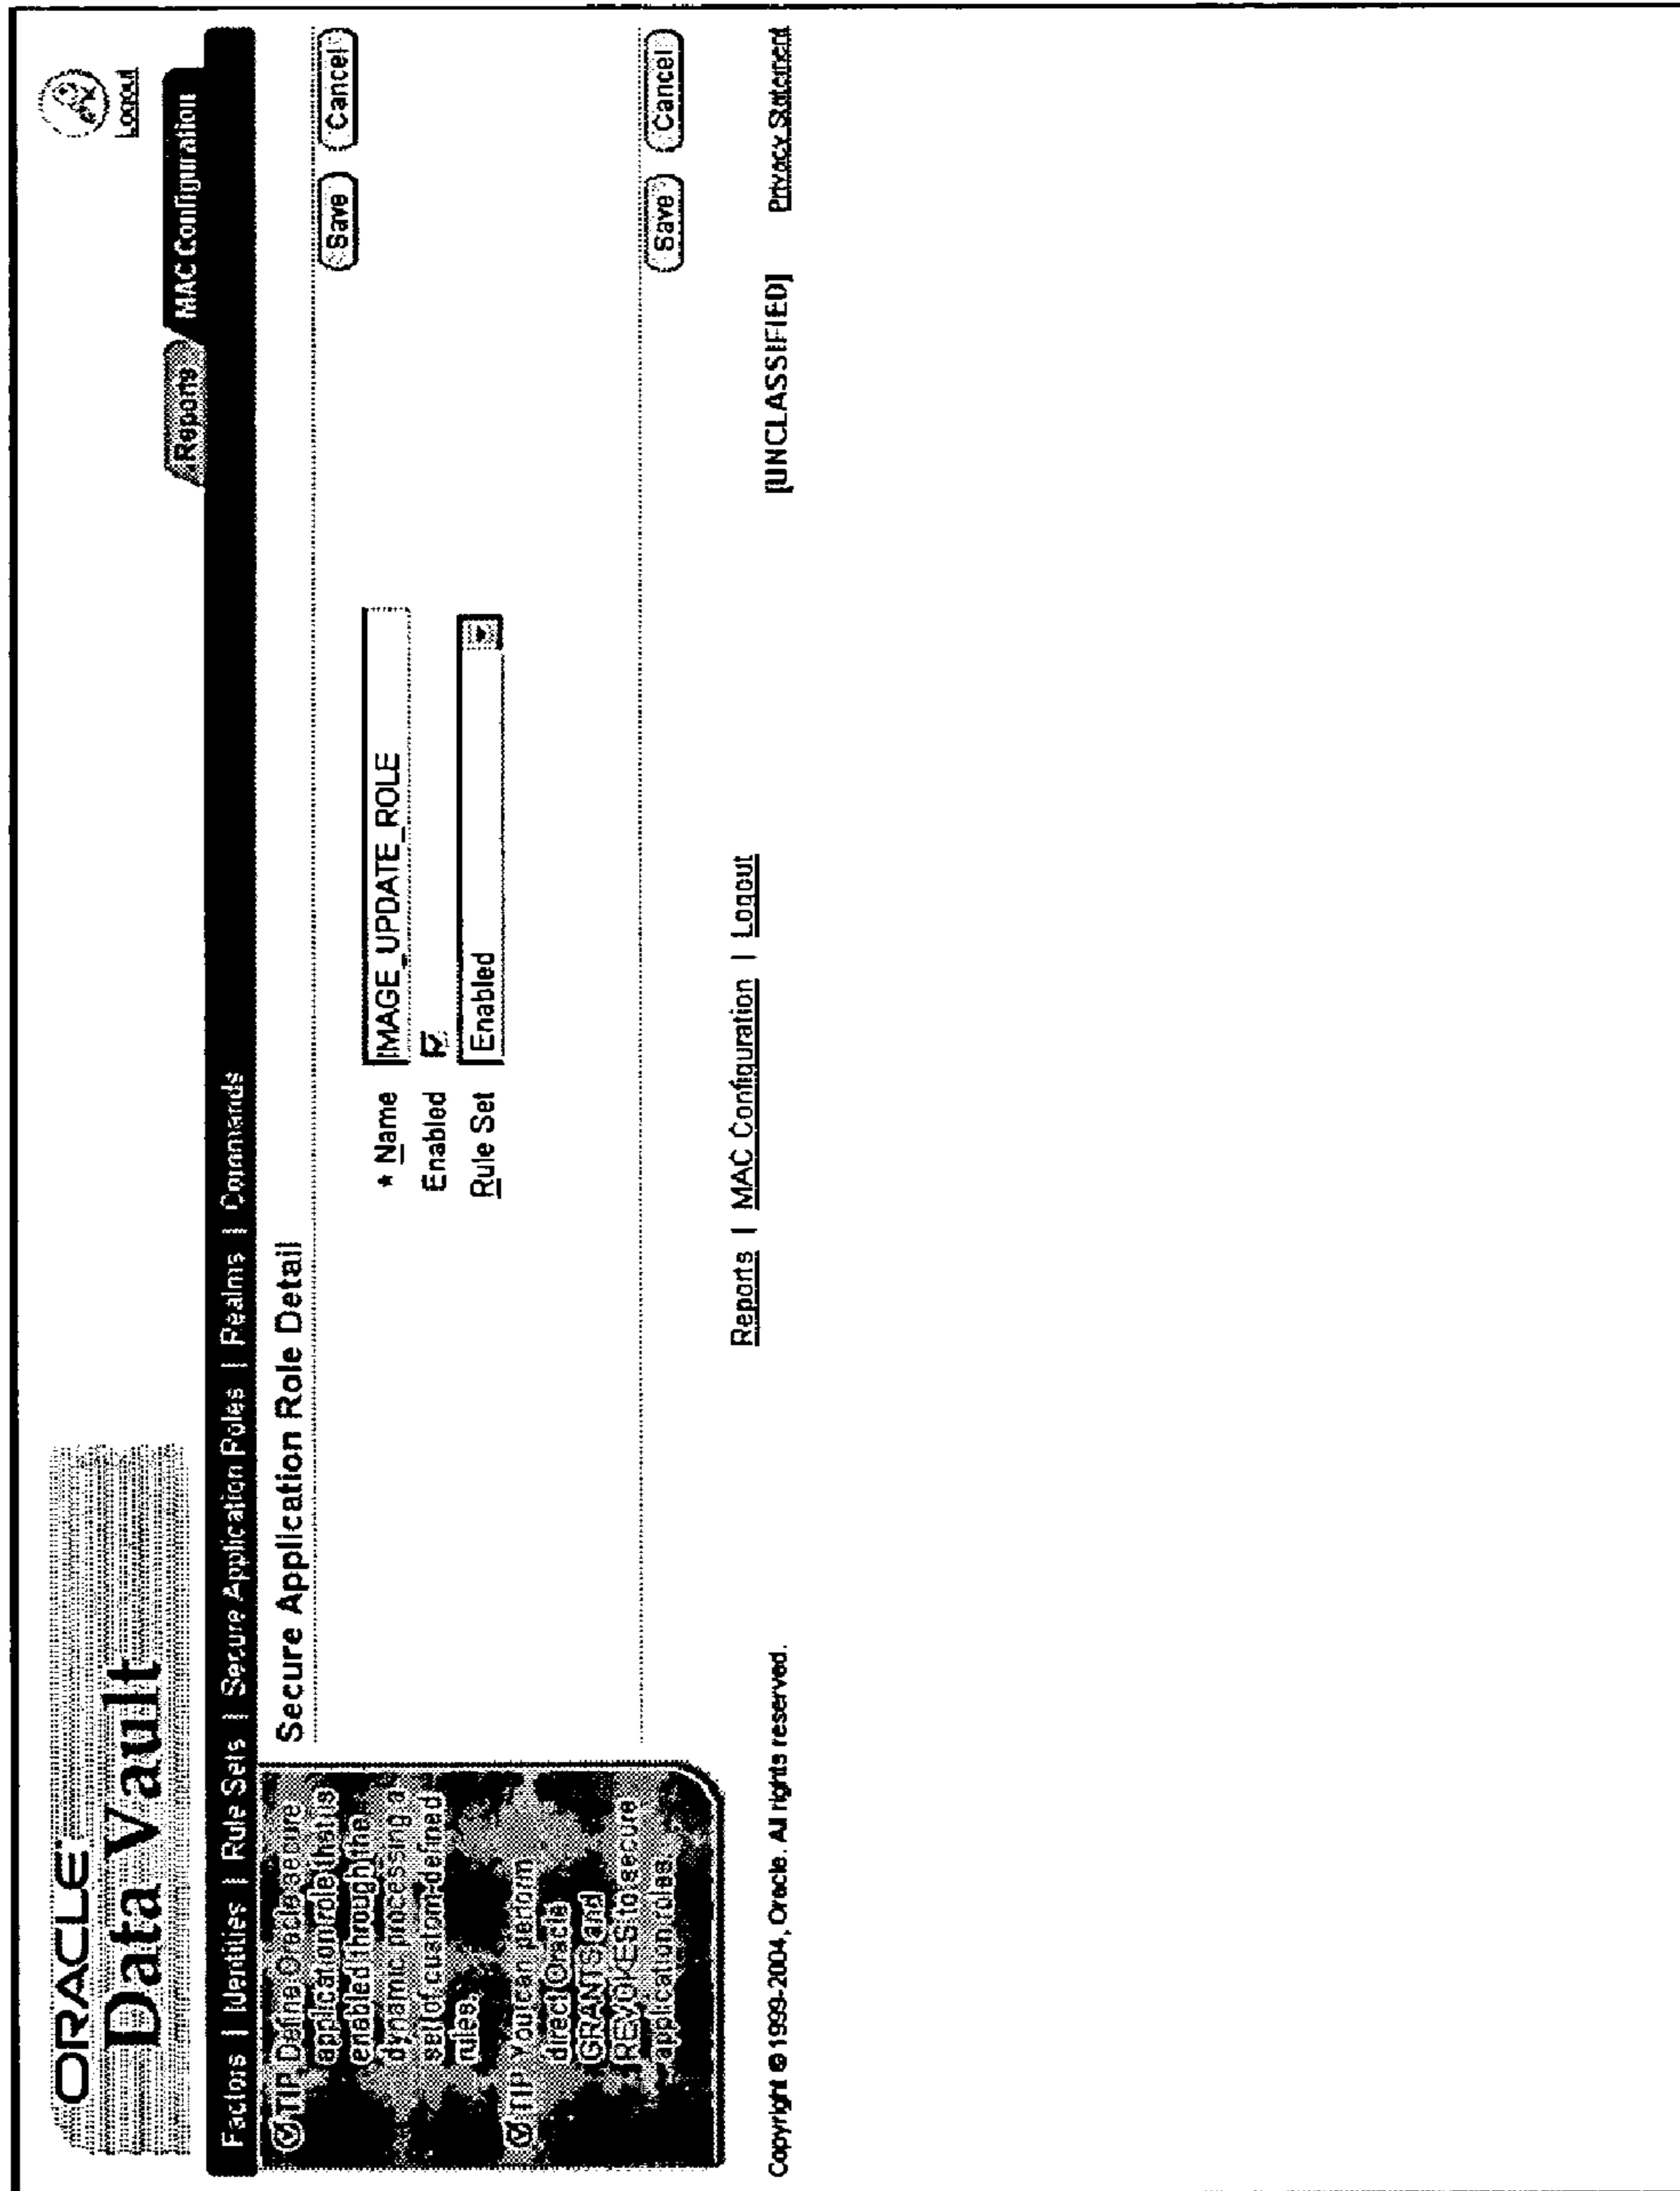 ORACLE
Data Vault
Logout
Reports
MAC Configuration
Factors | Identities | Rule Sets | Secure Application Roles | Realms | Commands
TIP Define Oracle secure
application role that is
enabled through the
dynamic processing a
set of custom-defined
rules.
TIP You can perform
direct Oracle
GRANTS and
REVOKES to secure
application roles.
Secure Application Role Detail
Save Cancel
* Name IMAGE_UPDATE_ROLE
Enabled
Rule Set Enabled
Save Cancel
Reports | MAC Configuration | Logout
Copyright © 1999-2004, Oracle. All rights reserved.
[UNCLASSIFIED]
Privacy Statement